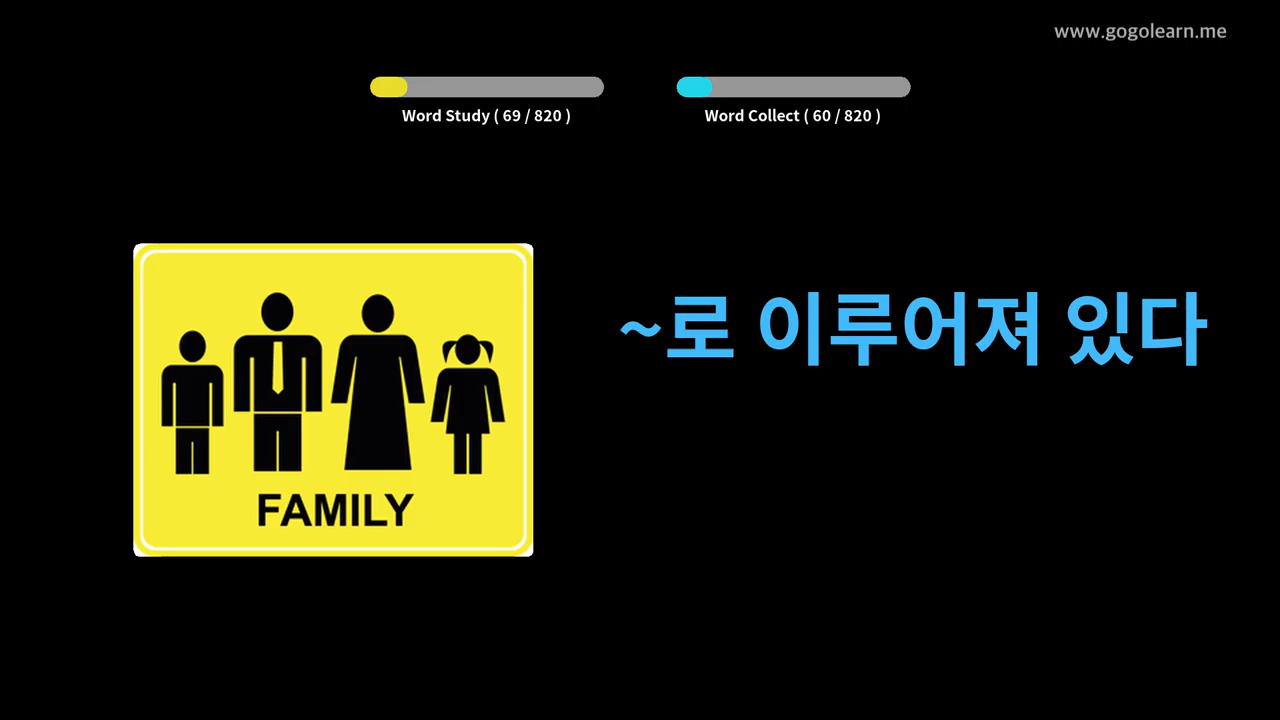 www.gogolearn.me
Word Study ( 69 / 820 )
Word Collect ( 60 / 820 )
~로 이루어져 있다
FAMILY